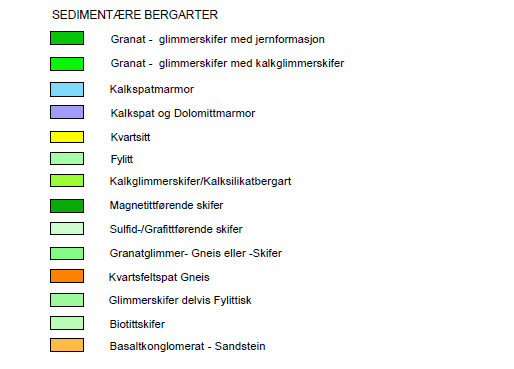 SEDIMENTÆRE BERGARTER
Granat - glimmerskifer med jernformasjon
Granat - glimmerskifer med kalkglimmerskifer
Kalkspatmarmor
Kalkspat og Dolomittmarmor
Kvartsitt
Fylitt
Kalkglimmerskifer/Kalksilikatbergart
Magnetittførende skifer
Sulfid-/Grafittførende skifer
Granatglimmer- Gneis eller -Skifer
Kvartsfeltspat Gneis
Glimmerskifer delvis Fylittisk
Biotittskifer
Basaltkonglomerat - Sandstein